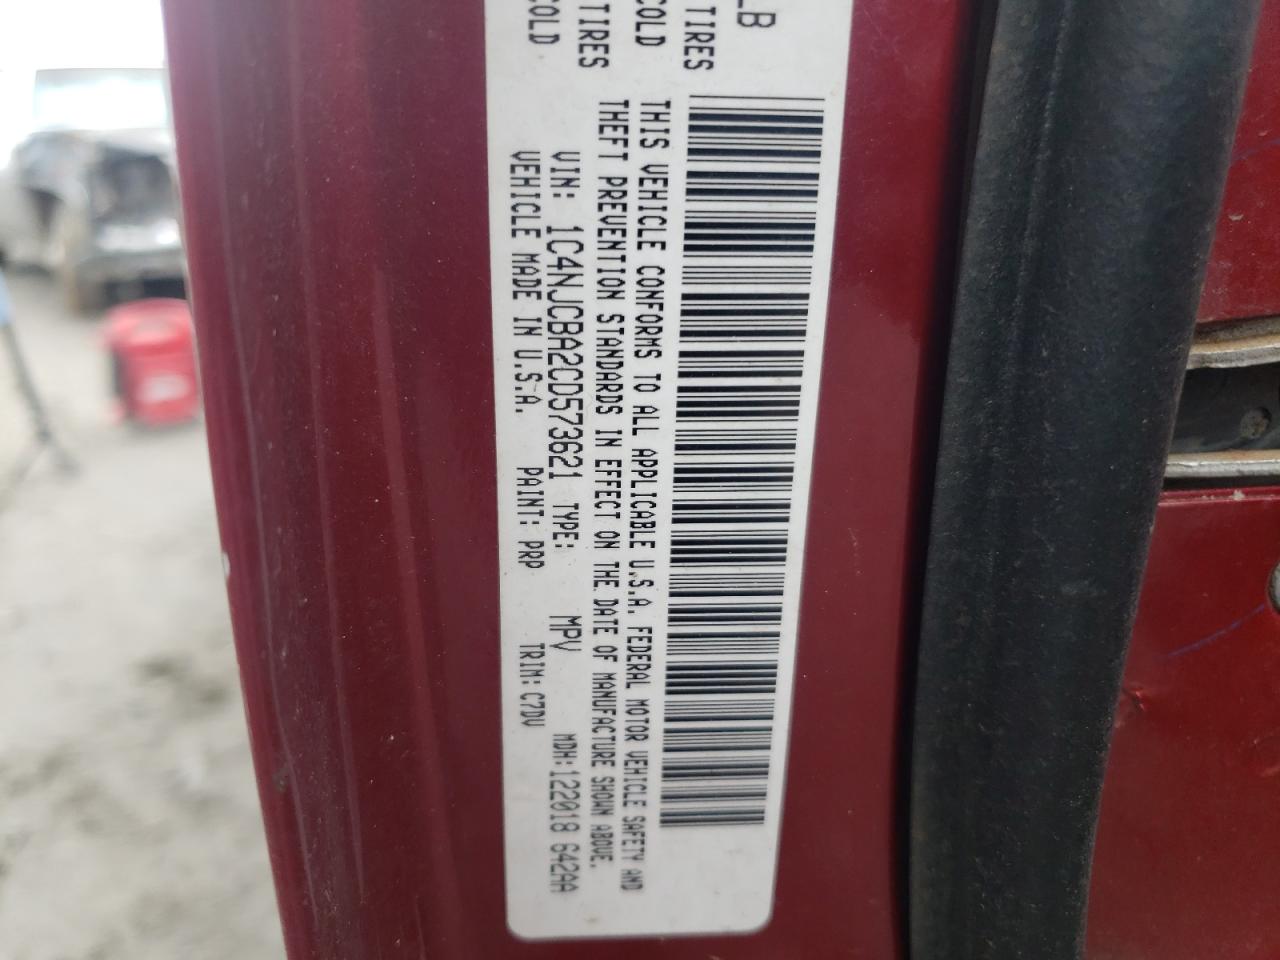 LB
TIRES
TIRES
COLD
COLD
THIS VEHICLE CONFORMS TO ALL APPLICABLE U.S.A. FEDERAL MOTOR VEHICLE SAFETY AND
THEFT PREVENTION STANDARDS IN EFFECT ON THE DATE OF MANUFACTURE SHOWN ABOVE.
VIN: 1C4NJCBA2CD573621 TYPE: MPV MDH:122018 642AA
VEHICLE MADE IN U.S.A. PAINT: PRP TRIM: C7DV